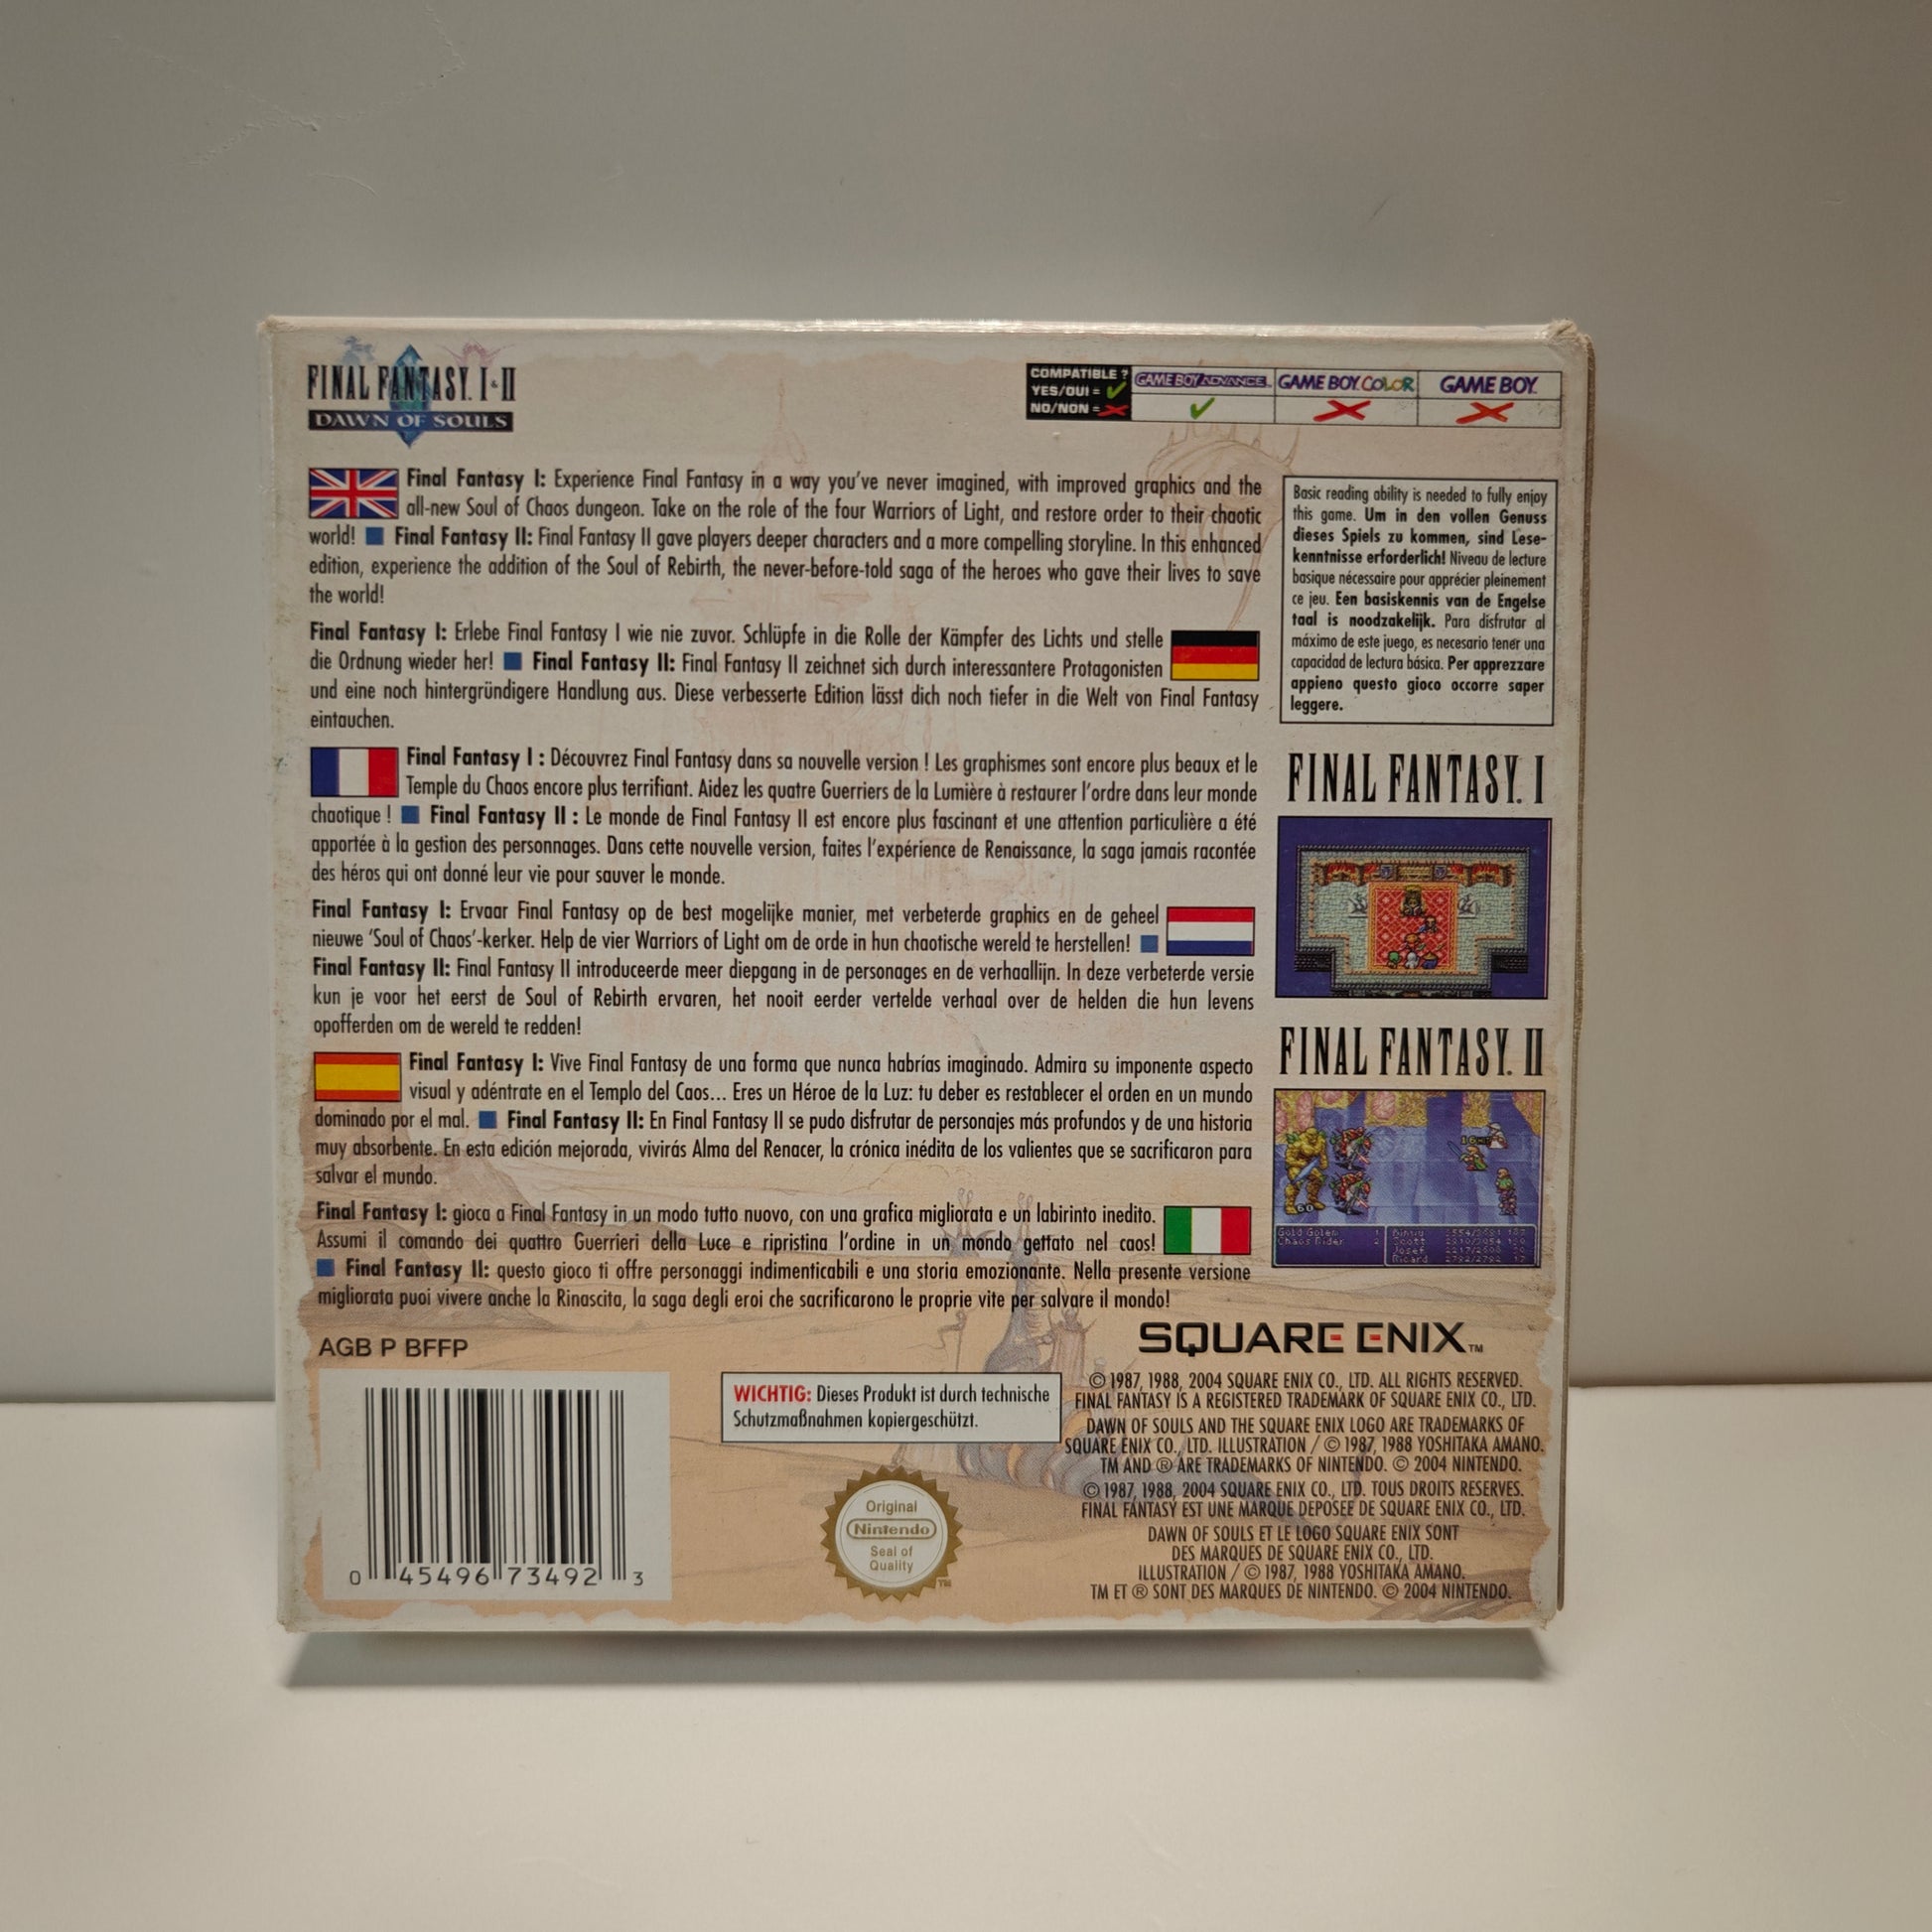 FINAL FANTASY. I & II
DAWN OF SOULS
COMPATIBLE ?
YES/OUI =
NO/NON =
GAME BOY ADVANCE
GAME BOY COLOR
GAME BOY
Final Fantasy I: Experience Final Fantasy in a way you've never imagined, with improved graphics and the
all-new Soul of Chaos dungeon. Take on the role of the four Warriors of Light, and restore order to their chaotic
world! ■ Final Fantasy II: Final Fantasy II gave players deeper characters and a more compelling storyline. In this enhanced
edition, experience the addition of the Soul of Rebirth, the never-before-told saga of the heroes who gave their lives to save
the world!
Final Fantasy I: Erlebe Final Fantasy I wie nie zuvor. Schlüpfe in die Rolle der Kämpfer des Lichts und stelle
die Ordnung wieder her! ■ Final Fantasy II: Final Fantasy II zeichnet sich durch interessantere Protagonisten
und eine noch hintergründigere Handlung aus. Diese verbesserte Edition lässt dich noch tiefer in die Welt von Final Fantasy
eintauchen.
Final Fantasy I : Découvrez Final Fantasy dans sa nouvelle version ! Les graphismes sont encore plus beaux et le
Temple du Chaos encore plus terrifiant. Aidez les quatre Guerriers de la Lumière à restaurer l'ordre dans leur monde
chaotique ! ■ Final Fantasy II : Le monde de Final Fantasy II est encore plus fascinant et une attention particulière a été
apportée à la gestion des personnages. Dans cette nouvelle version, faites l'expérience de Renaissance, la saga jamais racontée
des héros qui ont donné leur vie pour sauver le monde.
Final Fantasy I: Ervaar Final Fantasy op de best mogelijke manier, met verbeterde graphics en de geheel
nieuwe 'Soul of Chaos'-kerker. Help de vier Warriors of Light om de orde in hun chaotische wereld te herstellen! ■
Final Fantasy II: Final Fantasy II introduceerde meer diepgang in de personages en de verhaallijn. In deze verbeterde versie
kun je voor het eerst de Soul of Rebirth ervaren, het nooit eerder vertelde verhaal over de helden die hun levens
opofferden om de wereld te redden!
Final Fantasy I: Vive Final Fantasy de una forma que nunca habrías imaginado. Admira su imponente aspecto
visual y adéntrate en el Templo del Caos... Eres un Héroe de la Luz: tu deber es restablecer el orden en un mundo
dominado por el mal. ■ Final Fantasy II: En Final Fantasy II se pudo disfrutar de personajes más profundos y de una historia
muy absorbente. En esta edición mejorada, vivirás Alma del Renacer, la crónica inédita de los valientes que se sacrificaron para
salvar el mundo.
Final Fantasy I: gioca a Final Fantasy in un modo tutto nuovo, con una grafica migliorata e un labirinto inedito.
Assumi il comando dei quattro Guerrieri della Luce e ripristina l'ordine in un mondo gettato nel caos!
■ Final Fantasy II: questo gioco ti offre personaggi indimenticabili e una storia emozionante. Nella presente versione
migliorata puoi vivere anche la Rinascita, la saga degli eroi che sacrificarono le proprie vite per salvare il mondo!
Basic reading ability is needed to fully enjoy
this game. Um in den vollen Genuss
dieses Spiels zu kommen, sind Lese-
kenntnisse erforderlich! Niveau de lecture
basique nécessaire pour apprécier pleinement
ce jeu. Een basiskennis van de Engelse
taal is noodzakelijk. Para disfrutar al
máximo de este juego, es necesario tener una
capacidad de lectura básica. Per apprezzare
appieno questo gioco occorre saper
leggere.
FINAL FANTASY. I
FINAL FANTASY. II
60
Gold Golem 1
Chaos Rider 2
Scott
Josef
Ricard
AGB P BFFP
0 45496 73492 3
WICHTIG: Dieses Produkt ist durch technische
Schutzmaßnahmen kopiergeschützt.
Original
Nintendo
Seal of
Quality
TM
SQUARE ENIX TM
© 1987, 1988, 2004 SQUARE ENIX CO., LTD. ALL RIGHTS RESERVED.
FINAL FANTASY IS A REGISTERED TRADEMARK OF SQUARE ENIX CO., LTD.
DAWN OF SOULS AND THE SQUARE ENIX LOGO ARE TRADEMARKS OF
SQUARE ENIX CO., LTD. ILLUSTRATION / © 1987, 1988 YOSHITAKA AMANO.
TM AND ® ARE TRADEMARKS OF NINTENDO. © 2004 NINTENDO.
© 1987, 1988, 2004 SQUARE ENIX CO., LTD. TOUS DROITS RESERVES.
FINAL FANTASY EST UNE MARQUE DEPOSEE DE SQUARE ENIX CO., LTD.
DAWN OF SOULS ET LE LOGO SQUARE ENIX SONT
DES MARQUES DE SQUARE ENIX CO., LTD.
ILLUSTRATION / © 1987, 1988 YOSHITAKA AMANO.
TM ET ® SONT DES MARQUES DE NINTENDO. © 2004 NINTENDO.